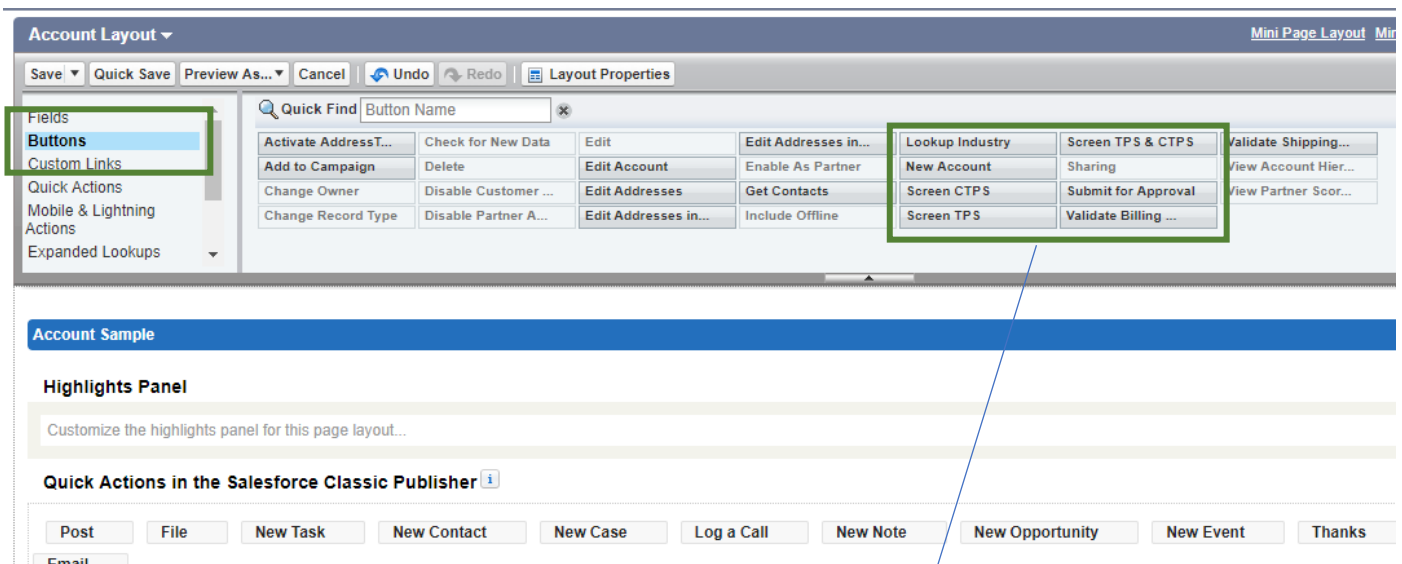 Account Layout
Mini Page Layout
Save Quick Save Preview As... Cancel Undo Redo Layout Properties
Fields
Buttons
Custom Links
Quick Actions
Mobile & Lightning
Actions
Expanded Lookups
Quick Find Button Name
Activate AddressT... Check for New Data Edit Edit Addresses in... Lookup Industry Screen TPS & CTPS Validate Shipping...
Add to Campaign Delete Edit Account Enable As Partner New Account Sharing View Account Hier...
Change Owner Disable Customer ... Edit Addresses Get Contacts Screen CTPS Submit for Approval View Partner Scor...
Change Record Type Disable Partner A... Edit Addresses in... Include Offline Screen TPS Validate Billing ...
Account Sample
Highlights Panel
Customize the highlights panel for this page layout...
Quick Actions in the Salesforce Classic Publisher i
Post File New Task New Contact New Case Log a Call New Note New Opportunity New Event Thanks
Email